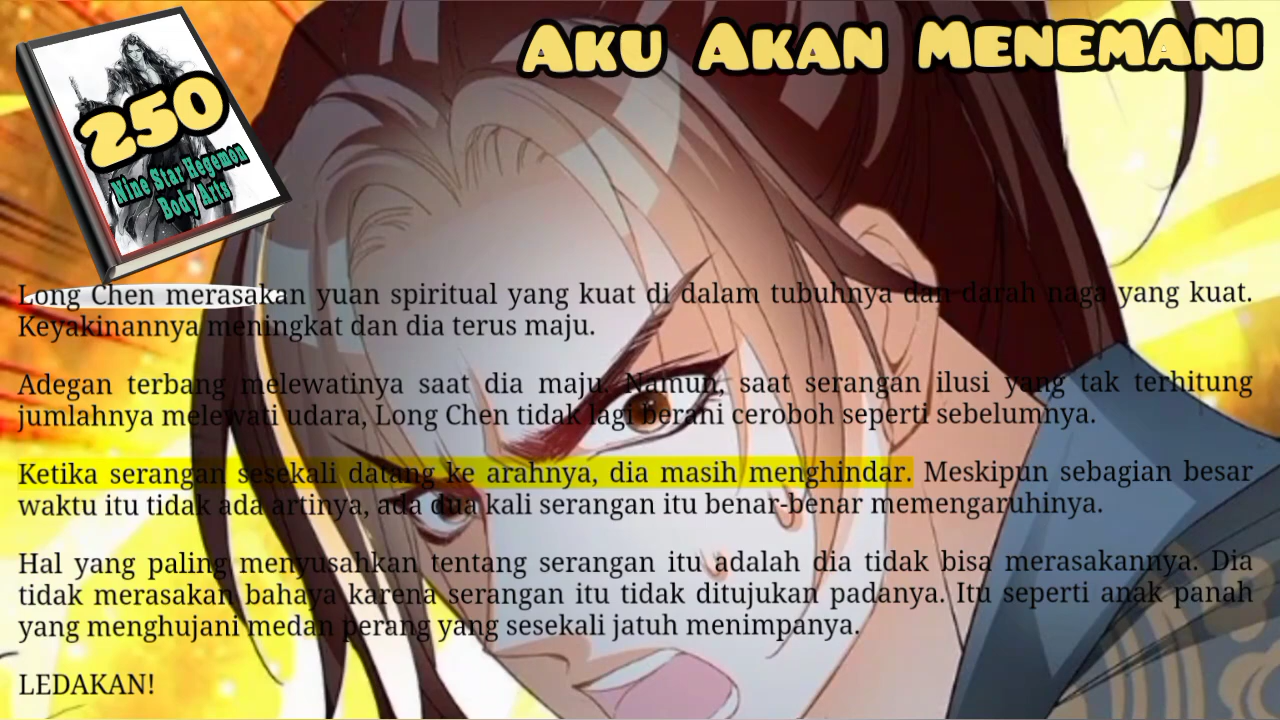 AKU AKAN MENEMANI
250
Nine Star Hegemon
Body Arts
Long Chen merasakan yuan spiritual yang kuat di dalam tubuhnya dan darah naga yang kuat.
Keyakinannya meningkat dan dia terus maju.
Adegan terbang melewatinya saat dia maju. Namun, saat serangan ilusi yang tak terhitung
jumlahnya melewati udara, Long Chen tidak lagi berani ceroboh seperti sebelumnya.
Ketika serangan sesekali datang ke arahnya, dia masih menghindar. Meskipun sebagian besar
waktu itu tidak ada artinya, ada dua kali serangan itu benar-benar memengaruhinya.
Hal yang paling menyusahkan tentang serangan itu adalah dia tidak bisa merasakannya. Dia
tidak merasakan bahaya karena serangan itu tidak ditujukan padanya. Itu seperti anak panah
yang menghujani medan perang yang sesekali jatuh menimpanya.
LEDAKAN!